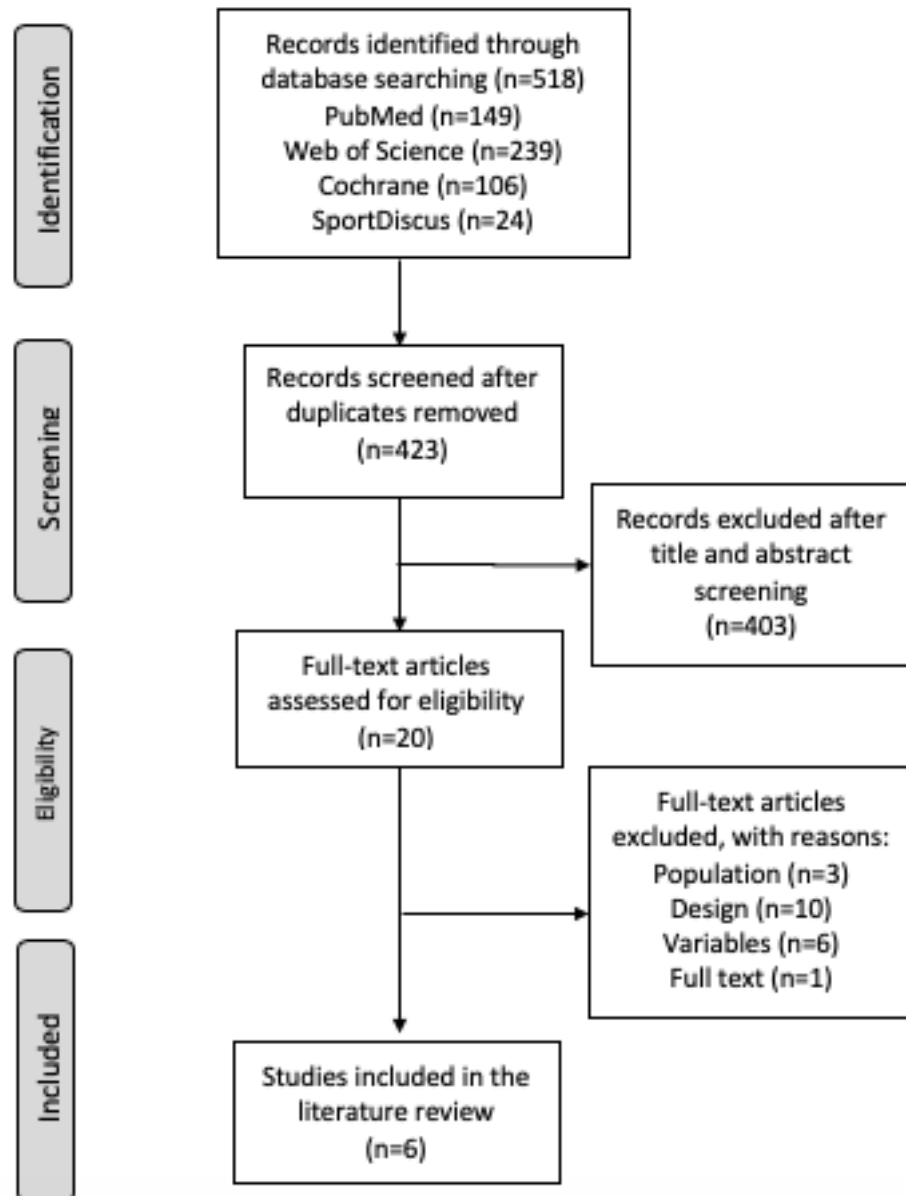 Identification
Records identified through
database searching (n=518)
PubMed (n=149)
Web of Science (n=239)
Cochrane (n=106)
SportDiscus (n=24)
Screening
Records screened after
duplicates removed
(n=423)
Records excluded after
title and abstract
screening
(n=403)
Eligibility
Full-text articles
assessed for eligibility
(n=20)
Full-text articles
excluded, with reasons:
Population (n=3)
Design (n=10)
Variables (n=6)
Full text (n=1)
Included
Studies included in the
literature review
(n=6)